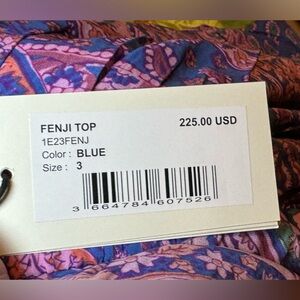 FENJI TOP 225.00 USD
1E23FENJ
Color : BLUE
Size : 3
3 664784 607526